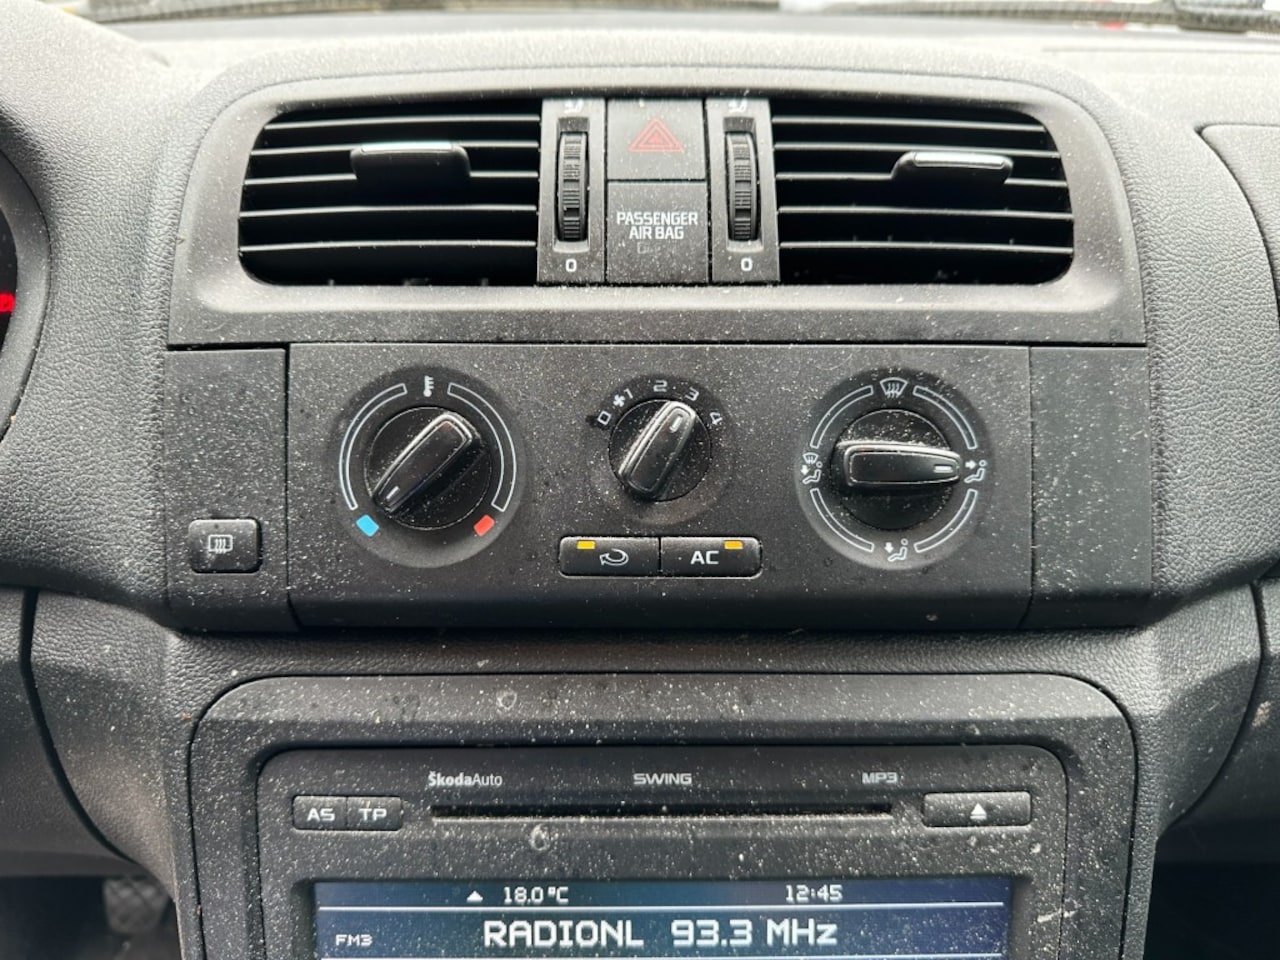 PASSENGER
AIR BAG
0
0
0 1 2 3 4
AC
ŠkodaAuto SWING MP3
AS TP
18.0°C 12:45
FM3 RADIONL 93.3 MHz